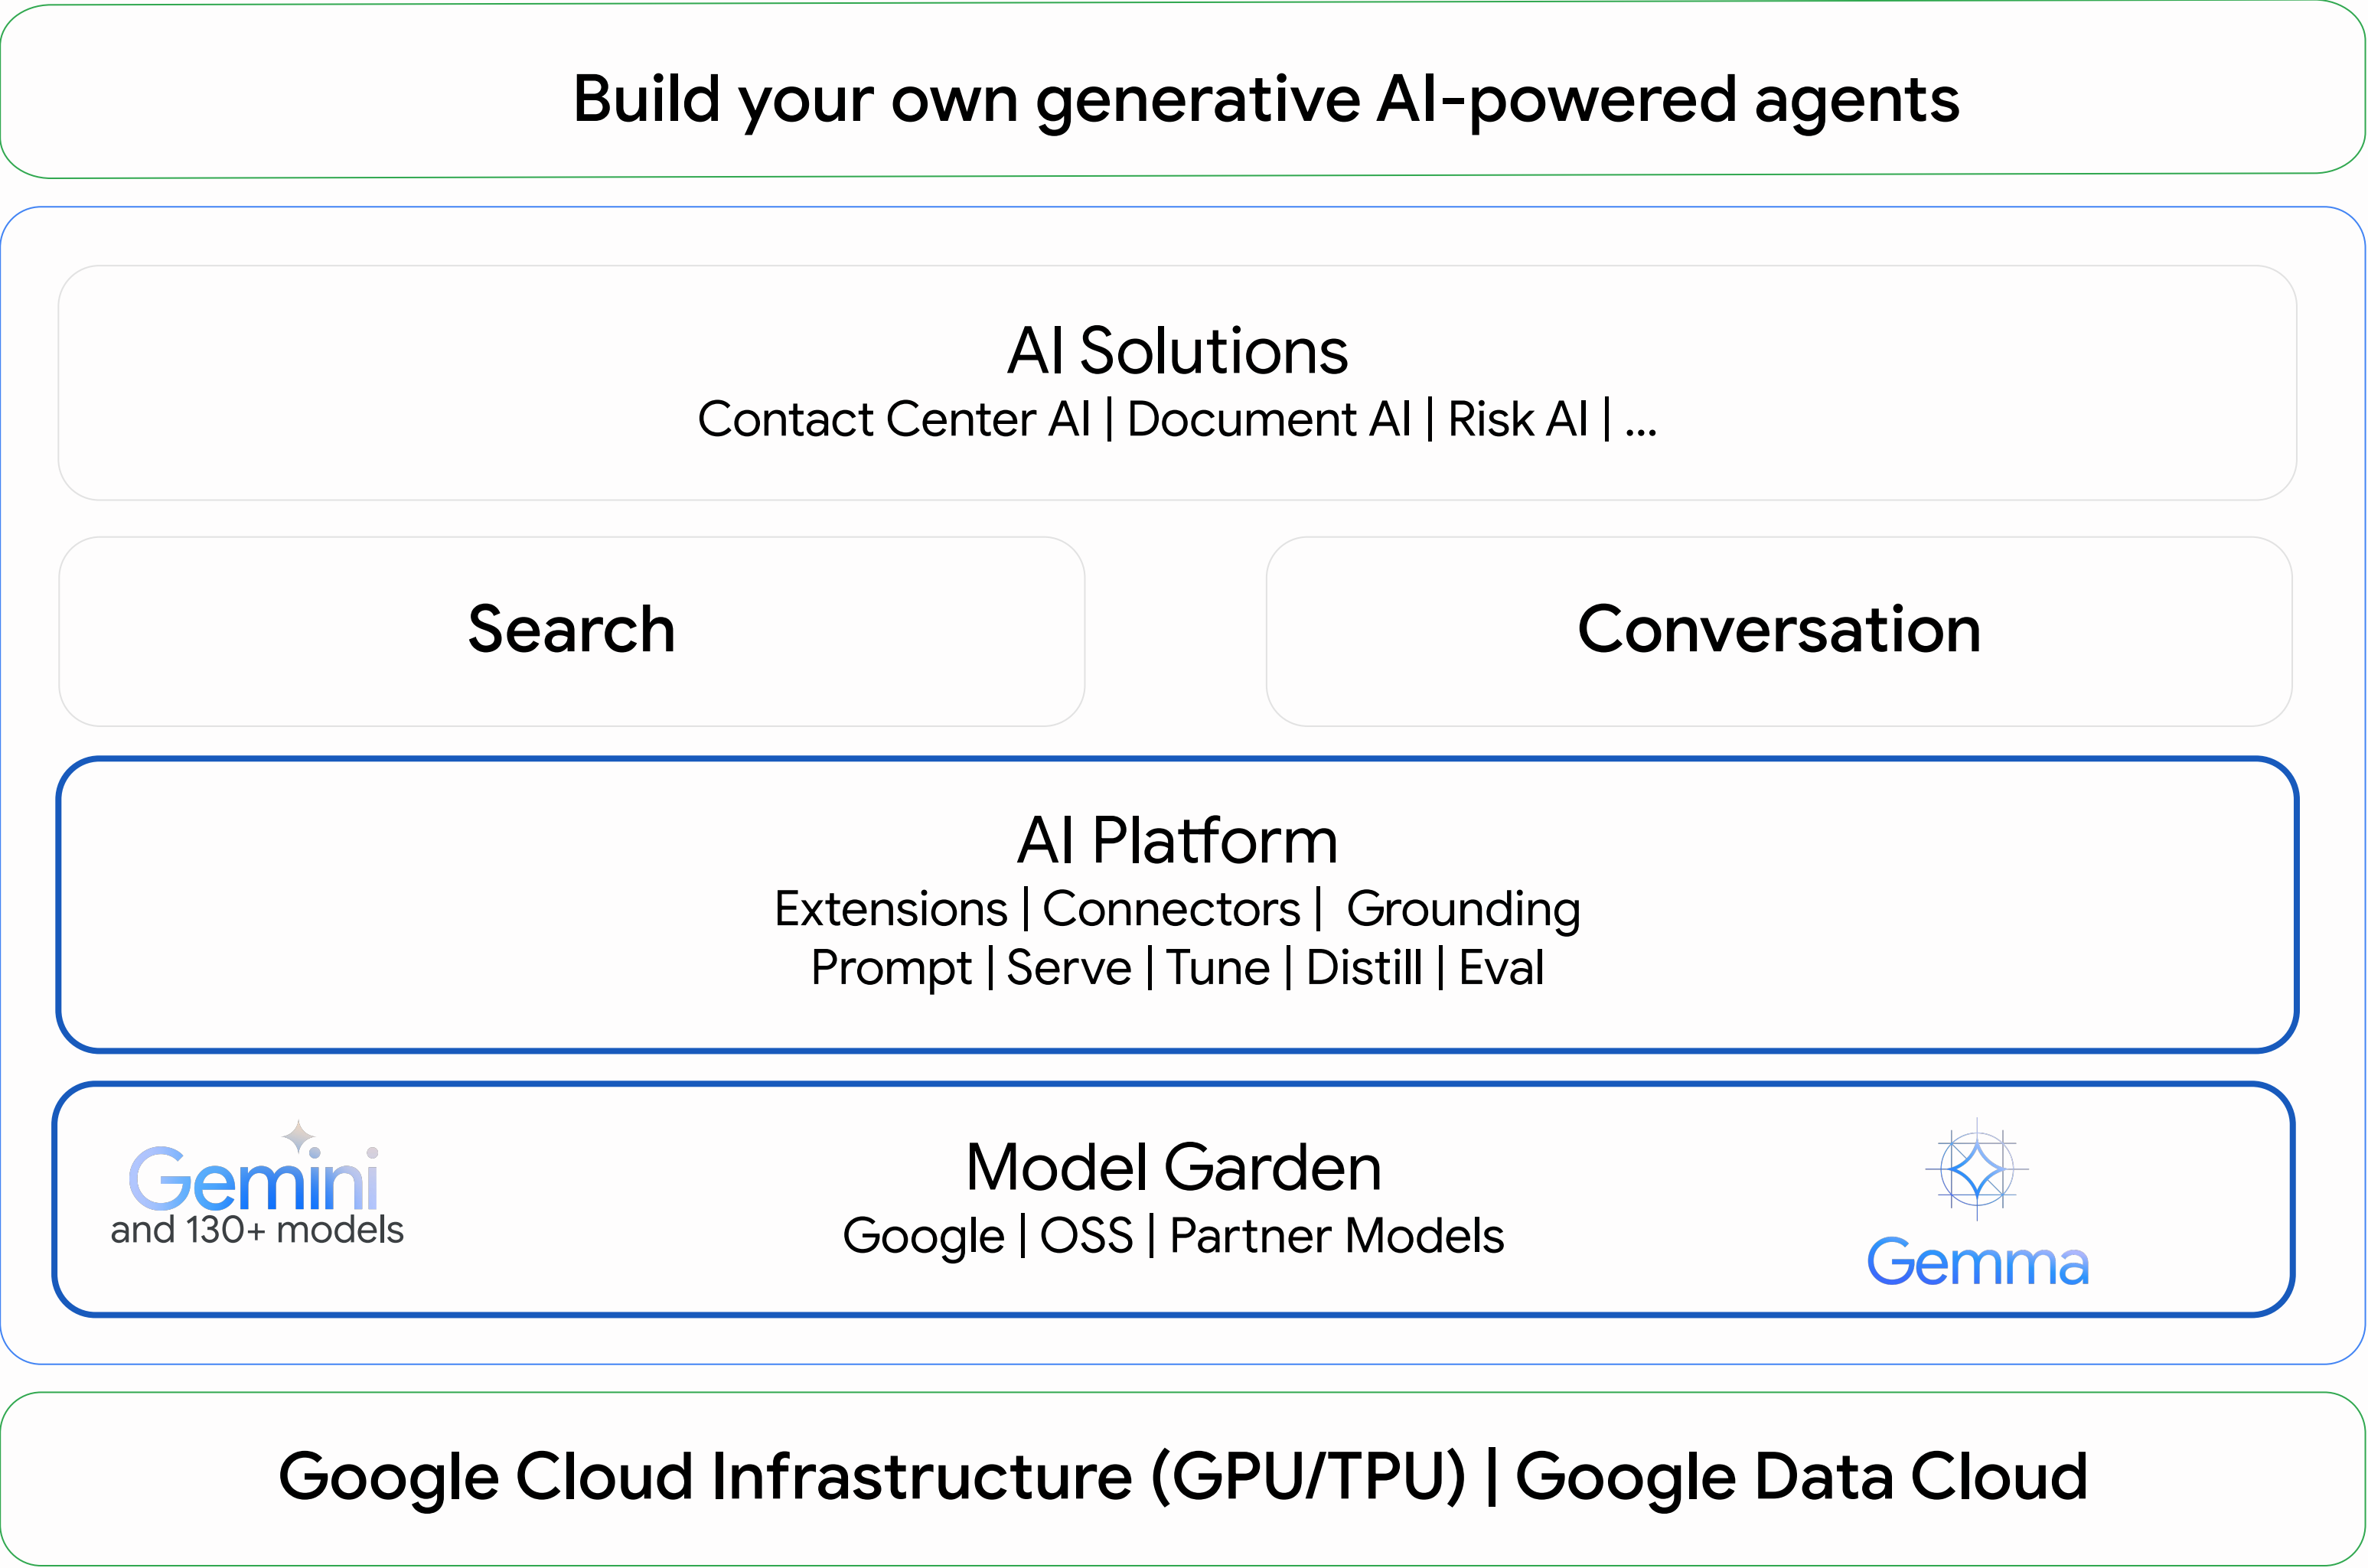 Build your own generative AI-powered agents
AI Solutions
Contact Center AI | Document AI | Risk AI | ...
Search
Conversation
AI Platform
Extensions | Connectors | Grounding
Prompt | Serve | Tune | Distill | Eval
Gemini
and 130+ models
Model Garden
Google | OSS | Partner Models
Gemma
Google Cloud Infrastructure (GPU/TPU) | Google Data Cloud